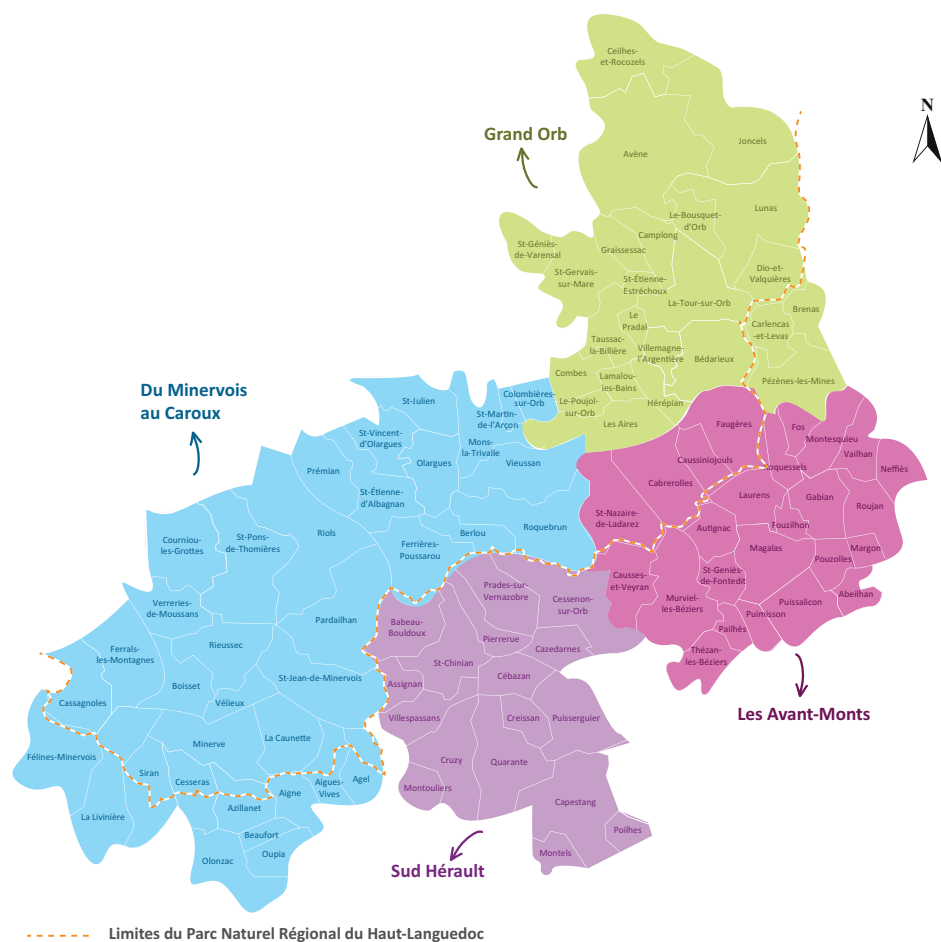 Ceilhes-
et-Rocozels
N
Grand Orb
Joncels
Avène
Lunas
Le-Bousquet-
d'Orb
Camplong
St-Géniès-
de-Varensal
Graissessac
St-Gervais-
sur-Mare
Dio-et-
Valquières
St-Étienne-
Estréchoux
La-Tour-sur-Orb
Brenas
Le
Pradal
Carlencas
-et-Levas
Taussac-
la-Billière
Villemagne-
l'Argentière
Bédarieux
Combes
Lamalou-
les-Bains
Pézènes-les-Mines
Le-Poujol-
sur-Orb
Hérépian
Les Aires
Du Minervois
au Caroux
St-Julien
Colombières-
sur-Orb
St-Martin-
de-l'Arçon
St-Vincent-
d'Olargues
Mons-
la-Trivalle
Olargues
Vieussan
Prémian
St-Étienne-
d'Albagnan
Roquebrun
Berlou
Riols
Ferrières-
Poussarou
St-Pons-
de-Thomières
Courniou-
les-Grottes
Verreries-
de-Moussans
Pardailhan
Rieussec
Ferrals-
les-Montagnes
St-Jean-de-Minervois
Boisset
Vélieux
Cassagnoles
La Caunette
Minerve
Félines-Minervois
Siran
Cesseras
Agel
Aigues-
Vives
Aigne
Azillanet
La Livinière
Beaufort
Oupia
Olonzac
Faugères
Fos
Montesquieu
Vailhan
Neffiès
Caussiniojouls
Roquessels
Cabrerolles
Laurens
Gabian
Roujan
St-Nazaire-
de-Ladarez
Autignac
Fouzilhon
Magalas
Margon
Pouzolles
Causses-
et-Veyran
St-Geniès-
de-Fontedit
Murviel-
les-Béziers
Abeilhan
Puissalicon
Puimisson
Pailhès
Thézan-
les-Béziers
Les Avant-Monts
Prades-sur-
Vernazobre
Cessenon-
sur-Orb
Babeau-
Bouldoux
Pierrerue
Cazedarnes
St-Chinian
Cébazan
Assignan
Villespassans
Creissan
Puisserguier
Cruzy
Quarante
Montouliers
Capestang
Poilhes
Montels
Sud Hérault
Limites du Parc Naturel Régional du Haut-Languedoc